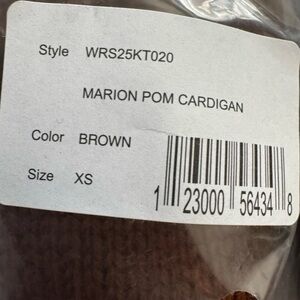 Style WRS25KT020
MARION POM CARDIGAN
Color BROWN
Size XS
1 23000 56434 8